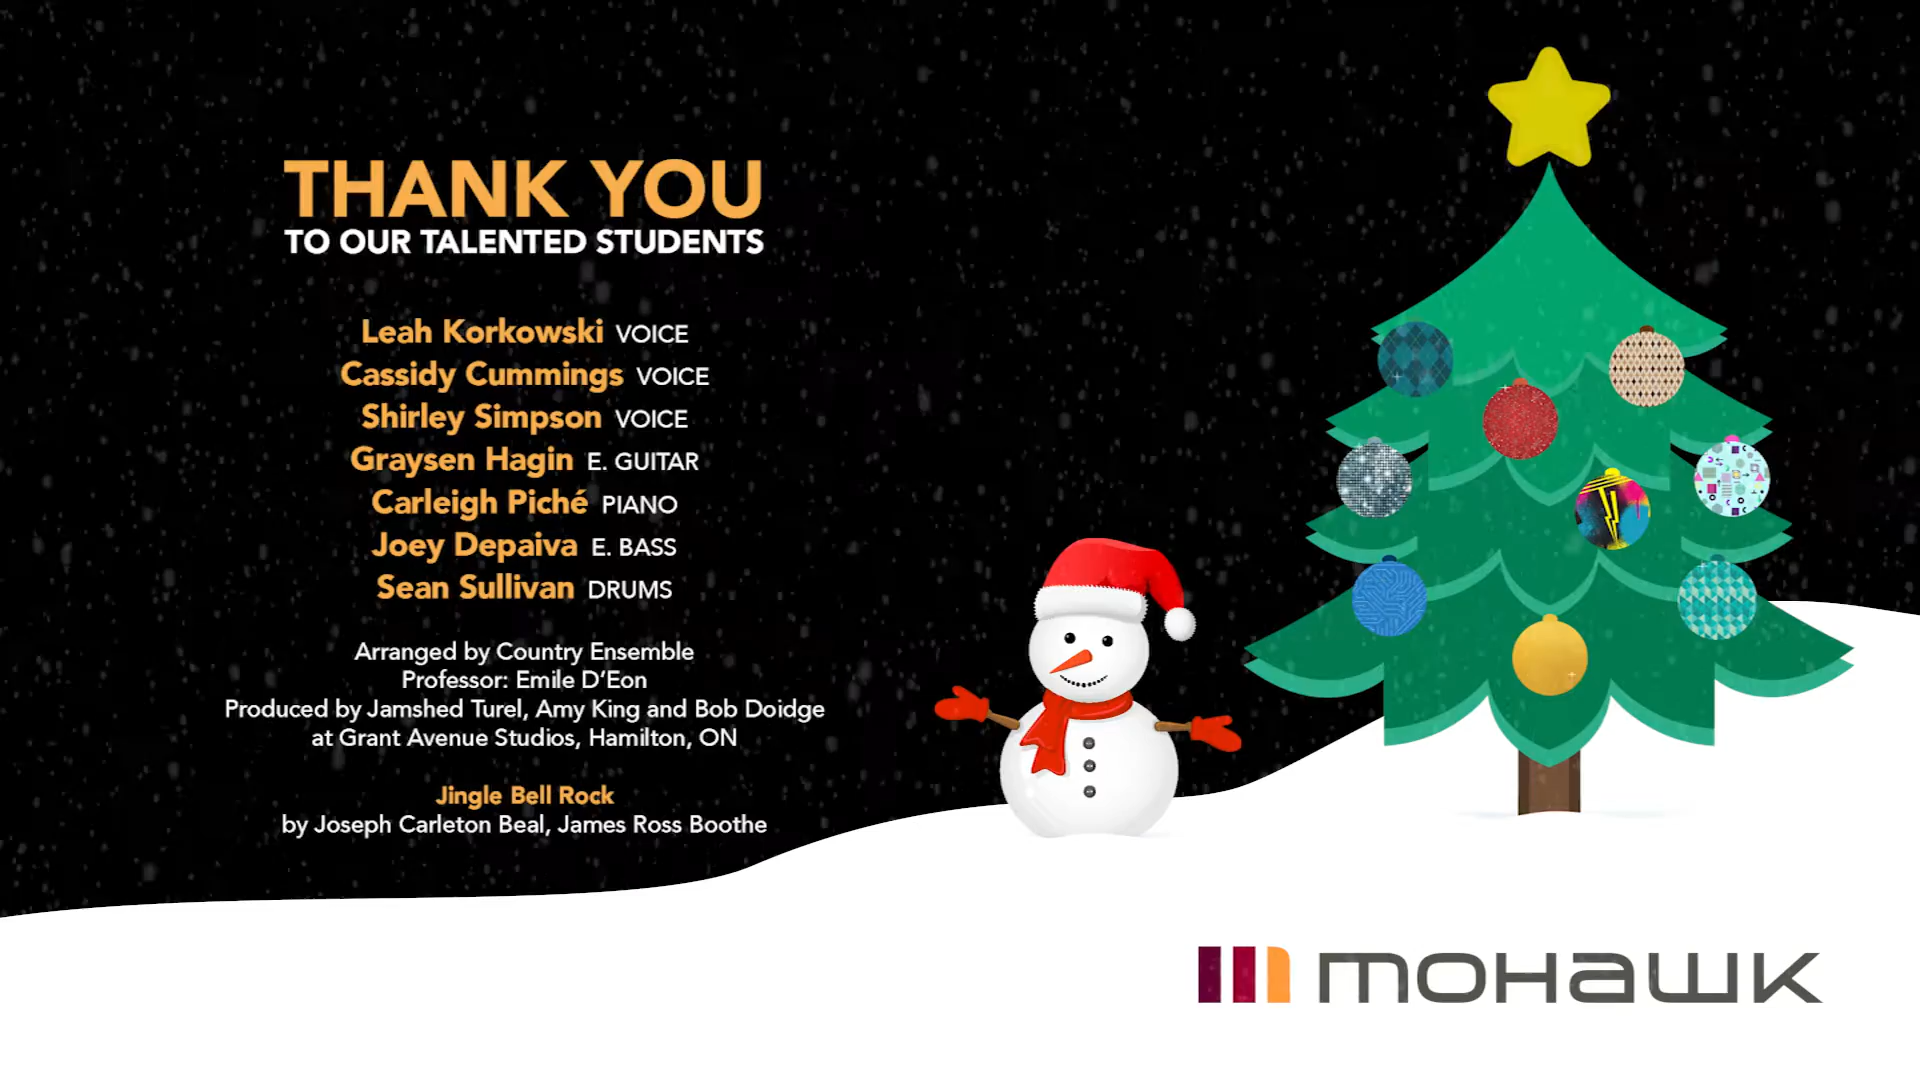 THANK YOU
TO OUR TALENTED STUDENTS
Leah Korkowski VOICE
Cassidy Cummings VOICE
Shirley Simpson VOICE
Graysen Hagin E. GUITAR
Carleigh Piché PIANO
Joey Depaiva E. BASS
Sean Sullivan DRUMS
Arranged by Country Ensemble
Professor: Emile D’Eon
Produced by Jamshed Turel, Amy King and Bob Doidge
at Grant Avenue Studios, Hamilton, ON
Jingle Bell Rock
by Joseph Carleton Beal, James Ross Boothe
mohawk